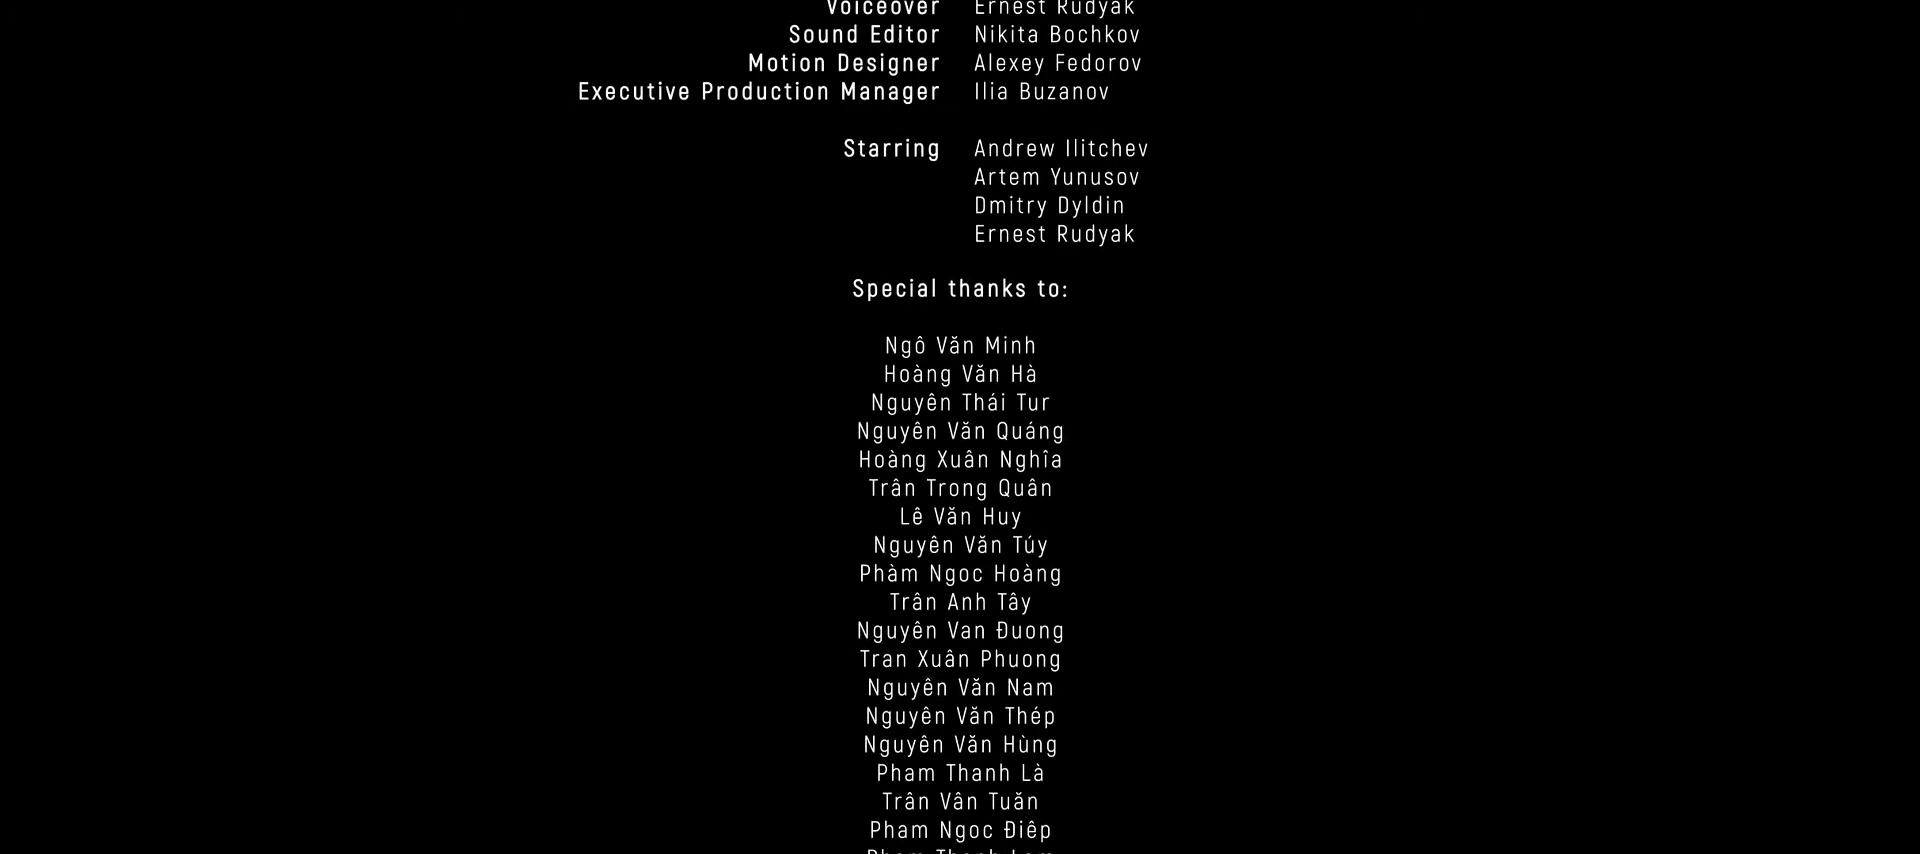 Voiceover Ernest Rudyak
Sound Editor Nikita Bochkov
Motion Designer Alexey Fedorov
Executive Production Manager Ilia Buzanov
Starring Andrew Ilitchev
Artem Yunusov
Dmitry Dyldin
Ernest Rudyak
Special thanks to:
Ngô Văn Minh
Hoàng Văn Hà
Nguyên Thái Tur
Nguyên Văn Quáng
Hoàng Xuân Nghîa
Trân Trong Quân
Lê Văn Huy
Nguyên Văn Túy
Phàm Ngoc Hoàng
Trân Anh Tây
Nguyên Van Đuong
Tran Xuân Phuong
Nguyên Văn Nam
Nguyên Văn Thép
Nguyên Văn Hùng
Pham Thanh Là
Trân Vân Tuăn
Pham Ngoc Điêp